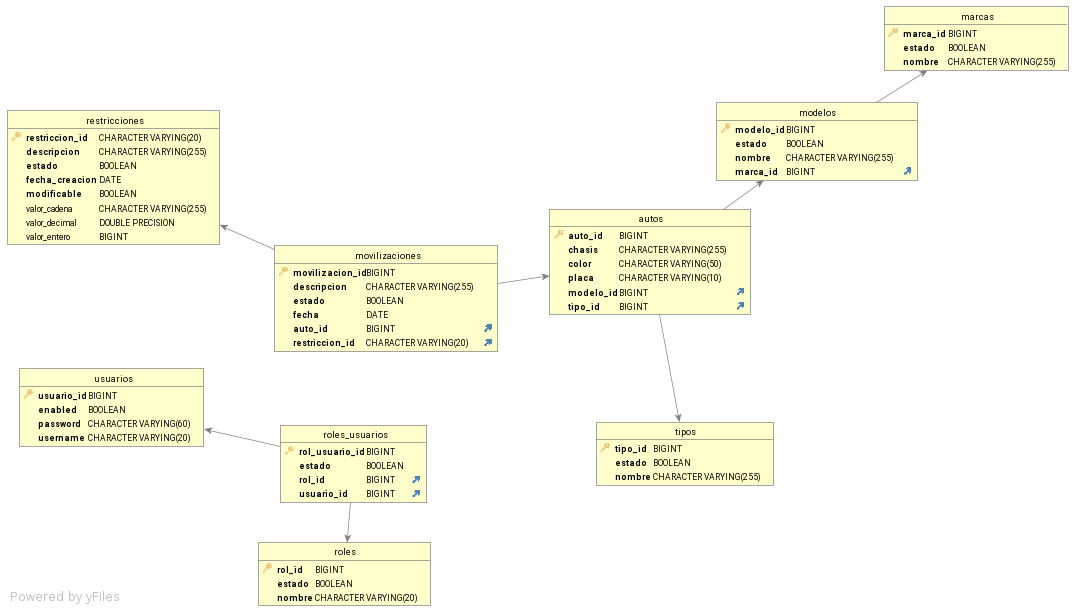 marcas
marca_id BIGINT
estado BOOLEAN
nombre CHARACTER VARYING(255)
modelos
modelo_id BIGINT
estado BOOLEAN
nombre CHARACTER VARYING(255)
marca_id BIGINT
restricciones
restriccion_id CHARACTER VARYING(20)
descripcion CHARACTER VARYING(255)
estado BOOLEAN
fecha_creacion DATE
modificable BOOLEAN
valor_cadena CHARACTER VARYING(255)
valor_decimal DOUBLE PRECISION
valor_entero BIGINT
autos
auto_id BIGINT
chasis CHARACTER VARYING(255)
color CHARACTER VARYING(50)
placa CHARACTER VARYING(10)
modelo_id BIGINT
tipo_id BIGINT
movilizaciones
movilizacion_id BIGINT
descripcion CHARACTER VARYING(255)
estado BOOLEAN
fecha DATE
auto_id BIGINT
restriccion_id CHARACTER VARYING(20)
usuarios
usuario_id BIGINT
enabled BOOLEAN
password CHARACTER VARYING(60)
username CHARACTER VARYING(20)
roles_usuarios
rol_usuario_id BIGINT
estado BOOLEAN
rol_id BIGINT
usuario_id BIGINT
tipos
tipo_id BIGINT
estado BOOLEAN
nombre CHARACTER VARYING(255)
roles
rol_id BIGINT
estado BOOLEAN
nombre CHARACTER VARYING(20)
Powered by yFiles